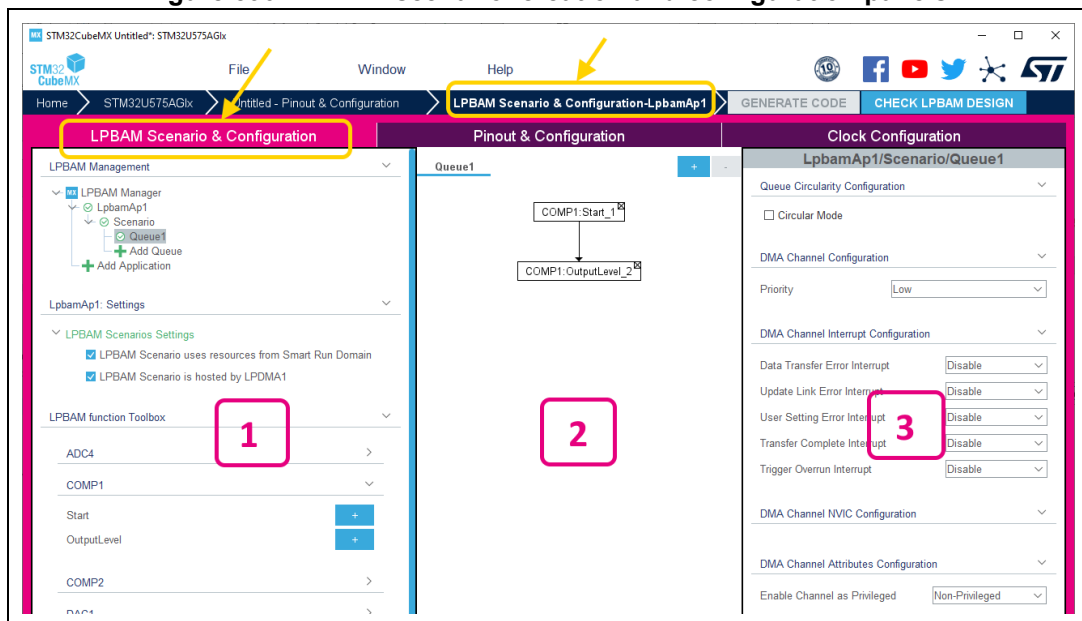 STM32CubeMX Untitled*: STM32U575AGIx
STM32 CubeMX
File Window Help
Home STM32U575AGIx Untitled - Pinout & Configuration LPBAM Scenario & Configuration-LpbamAp1 GENERATE CODE CHECK LPBAM DESIGN
LPBAM Scenario & Configuration Pinout & Configuration Clock Configuration
LPBAM Management
LPBAM Manager
LpbamAp1
Scenario
Queue1
Add Queue
Add Application
LpbamAp1: Settings
LPBAM Scenarios Settings
LPBAM Scenario uses resources from Smart Run Domain
LPBAM Scenario is hosted by LPDMA1
LPBAM function Toolbox
1
ADC4
COMP1
Start +
OutputLevel +
COMP2
DAC1
Queue1 + -
COMP1:Start_1
COMP1:OutputLevel_2
2
LpbamAp1/Scenario/Queue1
Queue Circularity Configuration
Circular Mode
DMA Channel Configuration
Priority Low
DMA Channel Interrupt Configuration
Data Transfer Error Interrupt Disable
Update Link Error Interrupt Disable
User Setting Error Interrupt Disable
3
Transfer Complete Interrupt Disable
Trigger Overrun Interrupt Disable
DMA Channel NVIC Configuration
DMA Channel Attributes Configuration
Enable Channel as Privileged Non-Privileged